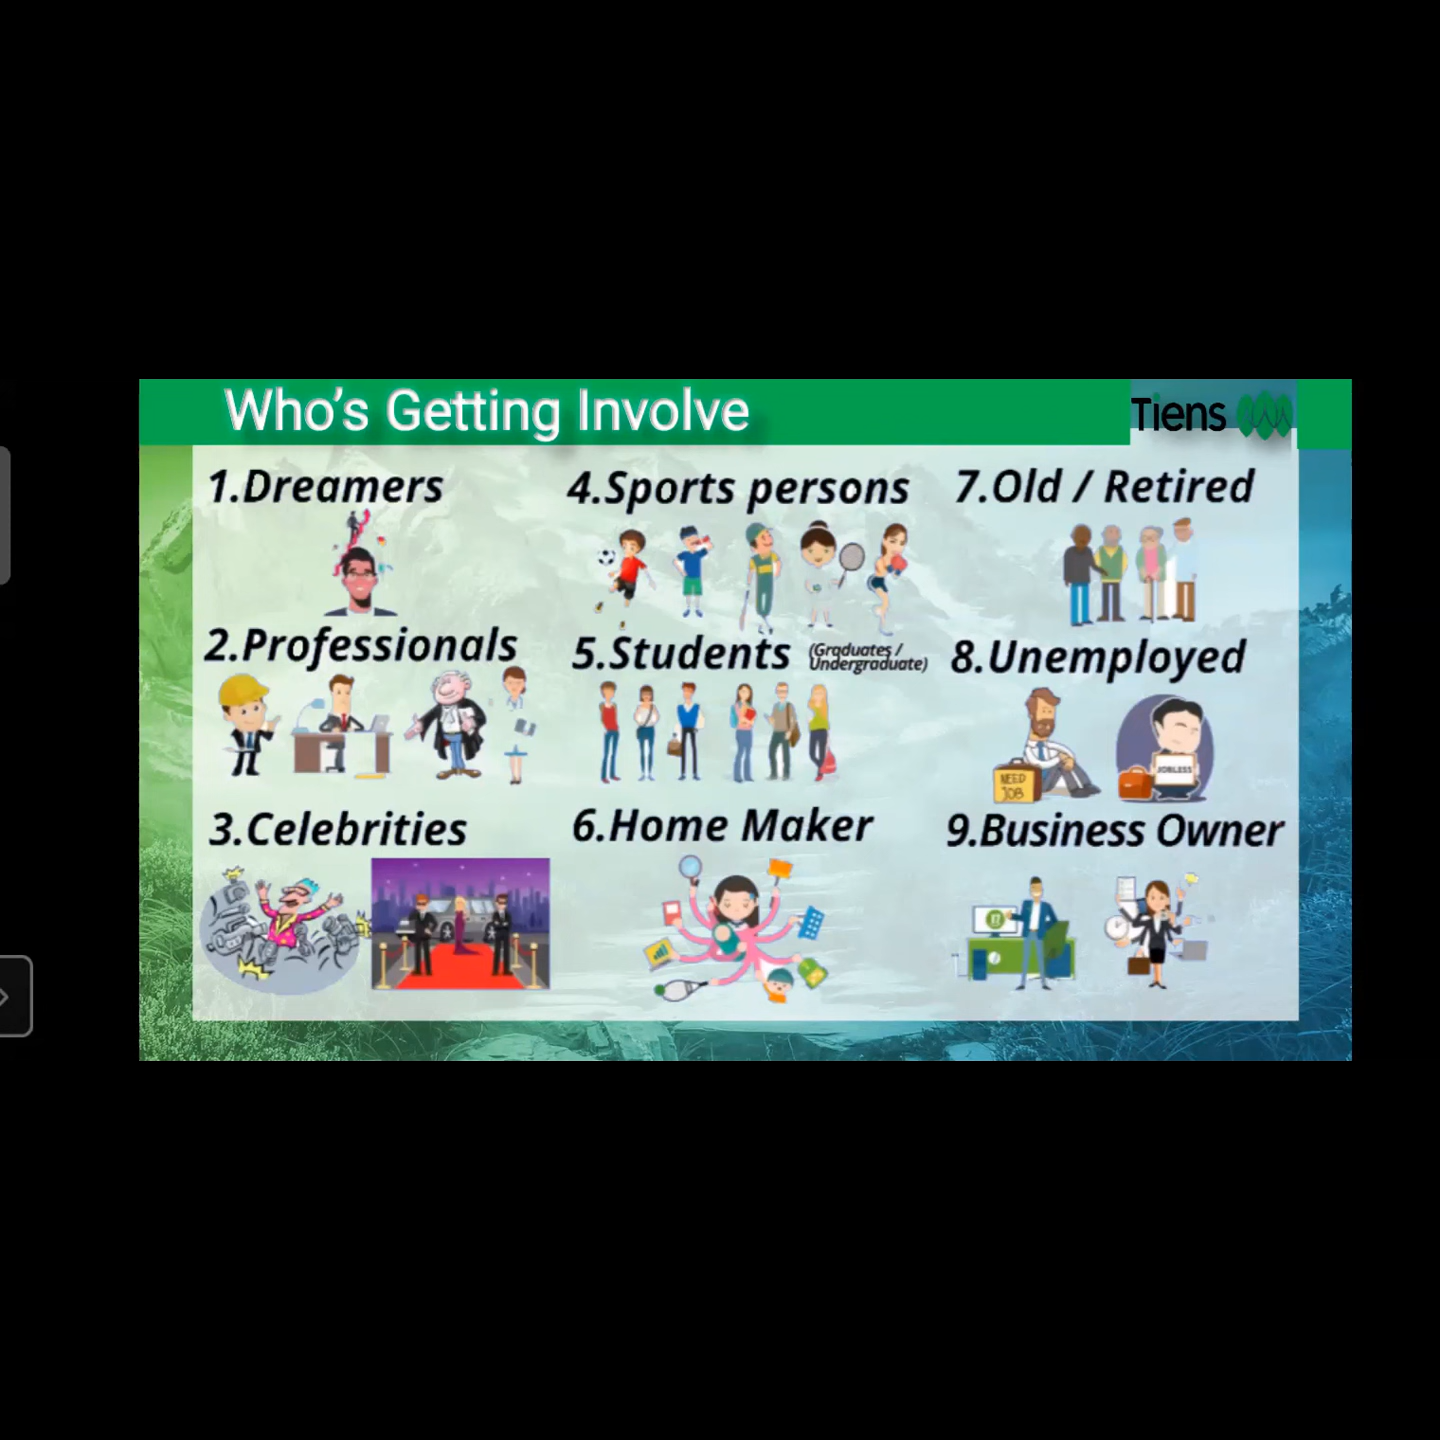 Who's Getting Involve
Tiens
1.Dreamers
2.Professionals
3.Celebrities
4.Sports persons
5.Students (Graduates /
Undergraduate)
6.Home Maker
7.Old / Retired
8.Unemployed
NEED
JOB
JOBLESS
9.Business Owner